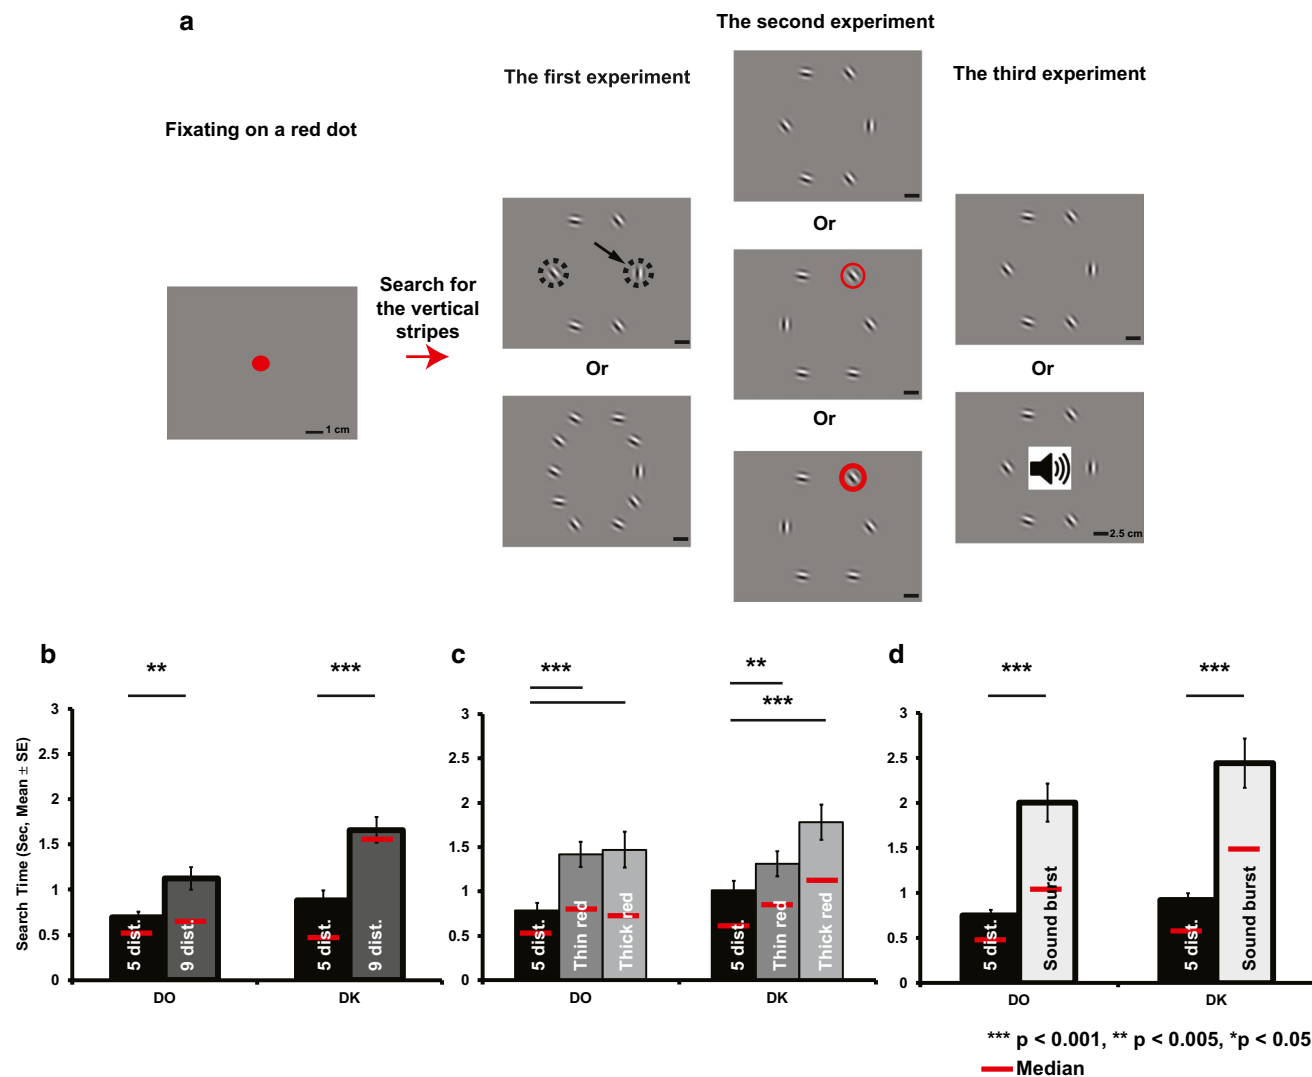 a
The second experiment
The first experiment
The third experiment
Fixating on a red dot
Search for
the vertical
stripes
1 cm
Or
Or
Or
Or
2.5 cm
b
**
***
Search Time (Sec, Mean ± SE)
3
2.5
2
1.5
1
0.5
0
5 dist.
9 dist.
5 dist.
9 dist.
DO
DK
c
***
**
***
3
2.5
2
1.5
1
0.5
0
5 dist.
Thin red
Thick red
5 dist.
Thin red
Thick red
DO
DK
d
***
***
3
2.5
2
1.5
1
0.5
0
5 dist.
Sound burst
5 dist.
Sound burst
DO
DK
*** p < 0.001, ** p < 0.005, *p < 0.05
Median